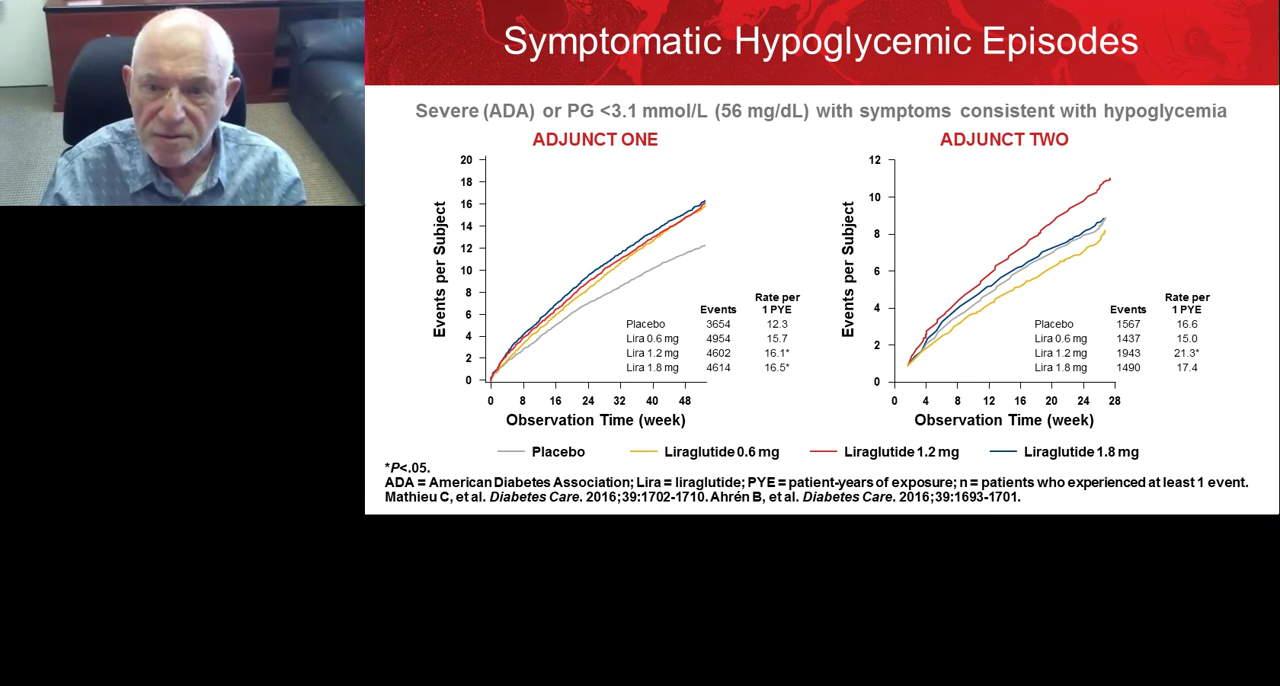 Symptomatic Hypoglycemic Episodes
Severe (ADA) or PG <3.1 mmol/L (56 mg/dL) with symptoms consistent with hypoglycemia
ADJUNCT ONE
Events per Subject
20
18
16
14
12
10
8
6
4
2
0
0 8 16 24 32 40 48
Observation Time (week)
Events Rate per 1 PYE
Placebo 3654 12.3
Lira 0.6 mg 4954 15.7
Lira 1.2 mg 4602 16.1*
Lira 1.8 mg 4614 16.5*
ADJUNCT TWO
Events per Subject
12
10
8
6
4
2
0
0 4 8 12 16 20 24 28
Observation Time (week)
Events Rate per 1 PYE
Placebo 1567 16.6
Lira 0.6 mg 1437 15.0
Lira 1.2 mg 1943 21.3*
Lira 1.8 mg 1490 17.4
Placebo Liraglutide 0.6 mg Liraglutide 1.2 mg Liraglutide 1.8 mg
*P<.05.
ADA = American Diabetes Association; Lira = liraglutide; PYE = patient-years of exposure; n = patients who experienced at least 1 event.
Mathieu C, et al. Diabetes Care. 2016;39:1702-1710. Ahrén B, et al. Diabetes Care. 2016;39:1693-1701.